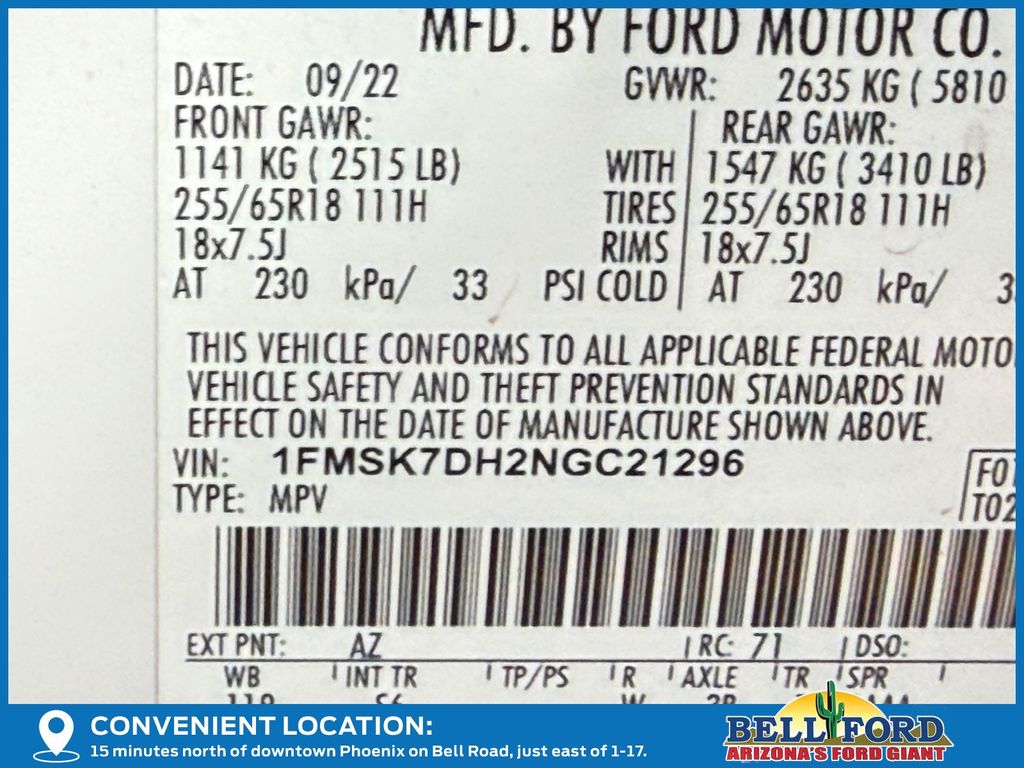 MFD. BY FORD MOTOR CO.
DATE: 09/22 GVWR: 2635 KG ( 5810
FRONT GAWR: REAR GAWR:
1141 KG ( 2515 LB) WITH 1547 KG ( 3410 LB)
255/65R18 111H TIRES 255/65R18 111H
18x7.5J RIMS 18x7.5J
AT 230 kPa/ 33 PSI COLD AT 230 kPa/ 3
THIS VEHICLE CONFORMS TO ALL APPLICABLE FEDERAL MOTO
VEHICLE SAFETY AND THEFT PREVENTION STANDARDS IN
EFFECT ON THE DATE OF MANUFACTURE SHOWN ABOVE.
VIN: 1FMSK7DH2NGC21296
F01
TYPE: MPV
T02
EXT PNT: AZ RC: 71 DSO:
WB INT TR TP/PS R AXLE TR SPR
CONVENIENT LOCATION:
15 minutes north of downtown Phoenix on Bell Road, just east of 1-17.
BELL FORD
ARIZONA'S FORD GIANT